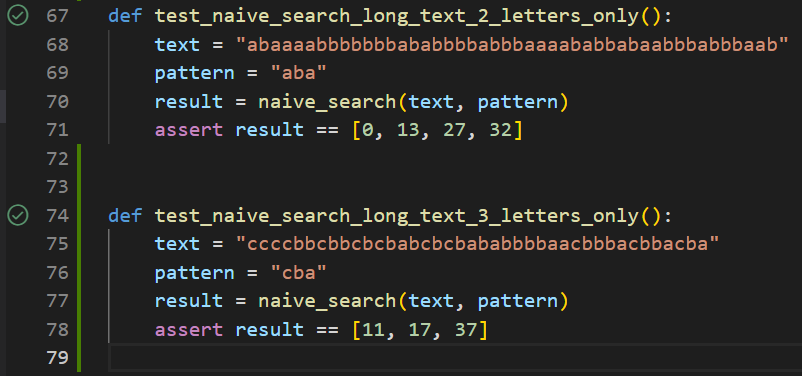 67 def test_naive_search_long_text_2_letters_only():
68 text = "abaaaabbbbbbbababbbbabbbaaaababbabaabbbabbbaab"
69 pattern = "aba"
70 result = naive_search(text, pattern)
71 assert result == [0, 13, 27, 32]
72
73
74 def test_naive_search_long_text_3_letters_only():
75 text = "ccccbbcbbcbcbabcbcbababbbbaacbbbacbbacba"
76 pattern = "cba"
77 result = naive_search(text, pattern)
78 assert result == [11, 17, 37]
79